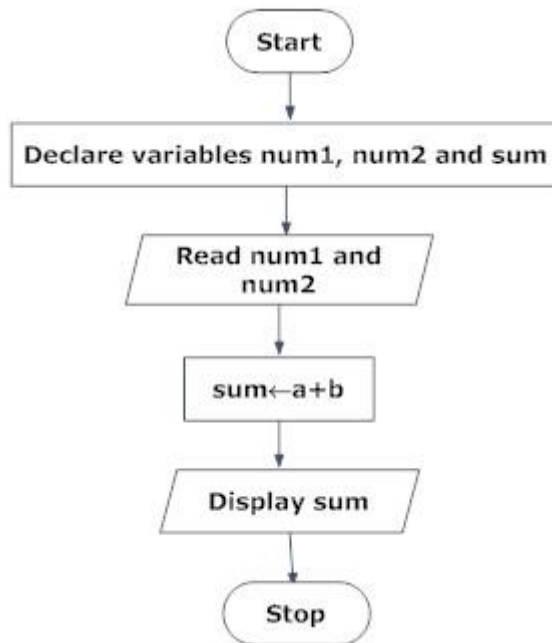 Start
Declare variables num1, num2 and sum
Read num1 and
num2
sum←a+b
Display sum
Stop